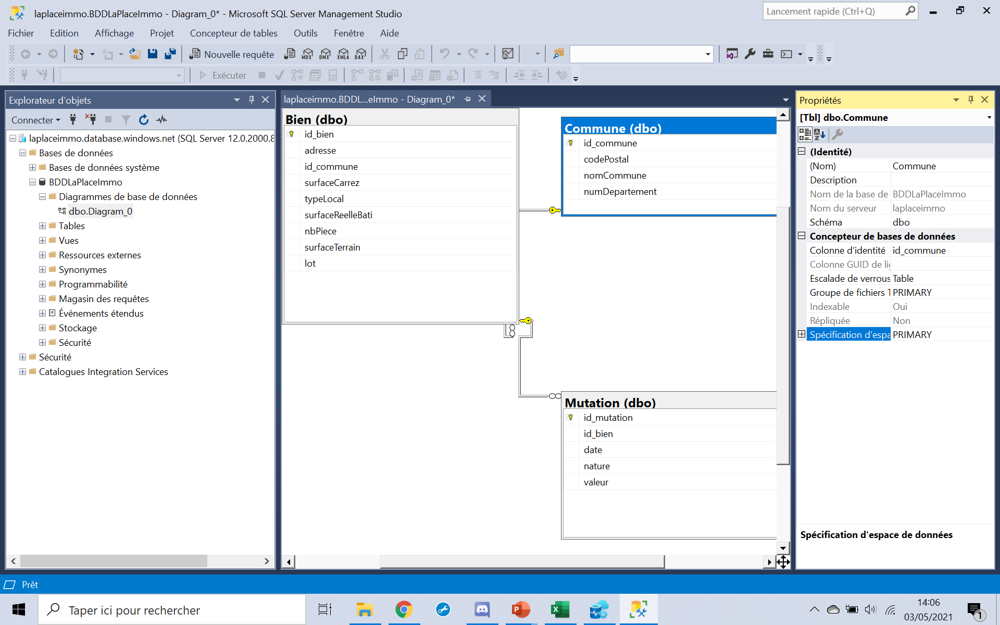 laplaceimmo.BDDLaPlaceImmo - Diagram_0* - Microsoft SQL Server Management Studio
Lancement rapide (Ctrl+Q)
Fichier Edition Affichage Projet Concepteur de tables Outils Fenêtre Aide
Nouvelle requête MDX DMX XMLA DAX
Exécuter
Explorateur d'objets
Connecter
laplaceimmo.database.windows.net (SQL Server 12.0.2000.8
Bases de données
Bases de données système
BDDLaPlaceImmo
Diagrammes de base de données
dbo.Diagram_0
Tables
Vues
Ressources externes
Synonymes
Programmabilité
Magasin des requêtes
Événements étendus
Stockage
Sécurité
Sécurité
Catalogues Integration Services
laplaceimmo.BDDL...eImmo - Diagram_0*
Bien (dbo)
id_bien
adresse
id_commune
surfaceCarrez
typeLocal
surfaceReelleBati
nbPiece
surfaceTerrain
lot
Commune (dbo)
id_commune
codePostal
nomCommune
numDepartement
Mutation (dbo)
id_mutation
id_bien
date
nature
valeur
Propriétés
[Tbl] dbo.Commune
(Identité)
(Nom) Commune
Description
Nom de la base de BDDLaPlaceImmo
Nom du serveur laplaceimmo
Schéma dbo
Concepteur de bases de données
Colonne d'identité id_commune
Colonne GUID de li
Escalade de verrous Table
Groupe de fichiers T PRIMARY
Indexable Oui
Répliquée Non
Spécification d'espa PRIMARY
Spécification d'espace de données
Prêt
Taper ici pour rechercher
14:06
03/05/2021
1